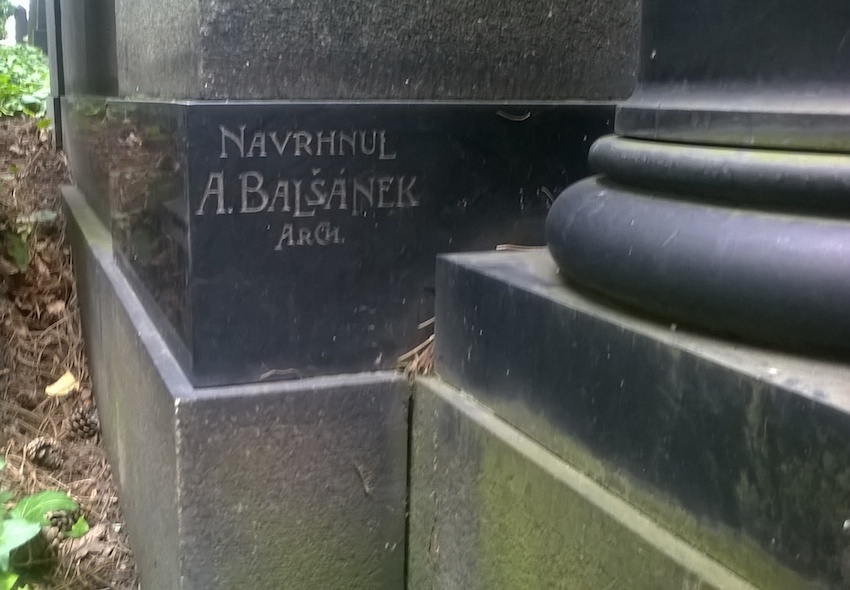 NAVRHNUL
A. BALŠÁNEK
ARCH.